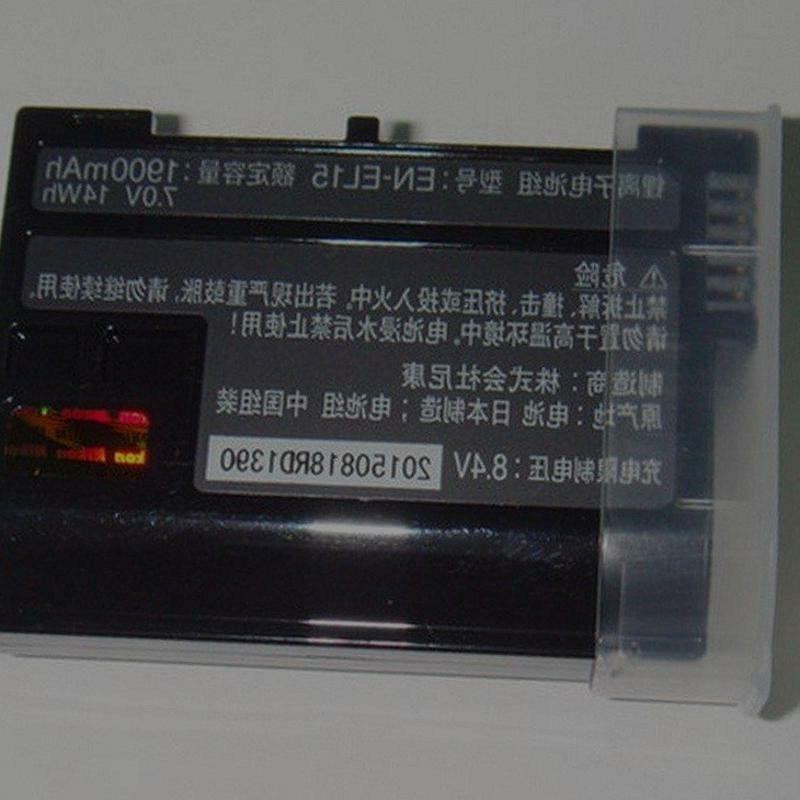 锂离子电池组 型号：EN-EL15 额定容量：1900mAh
7.0V 14Wh
⚠ 危险
禁止拆解、撞击、挤压或投入火中。若出现严重鼓胀，请勿继续使用。
请勿置于高温环境中。电池浸水后禁止使用！
制造商：株式会社尼康
原产地：电池 日本制造；电池组 中国组装
充电限制电压：8.4V 20150818RD1390
Nikon